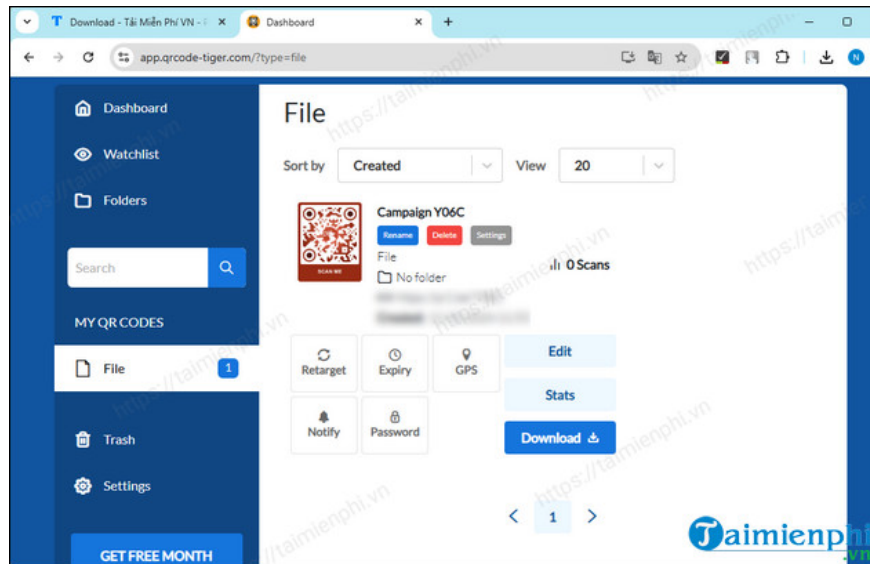 Download - Tải Miễn Phí VN -
Dashboard
app.qrcode-tiger.com/?type=file
N
Dashboard
Watchlist
Folders
Search
MY QR CODES
File
1
Trash
Settings
GET FREE MONTH
File
Sort by
Created
View
20
Campaign Y06C
Rename
Delete
Settings
File
No folder
0 Scans
SCAN ME
Retarget
Expiry
GPS
Notify
Password
Edit
Stats
Download
1
Taimienphi
.vn
https://taimienphi.vn